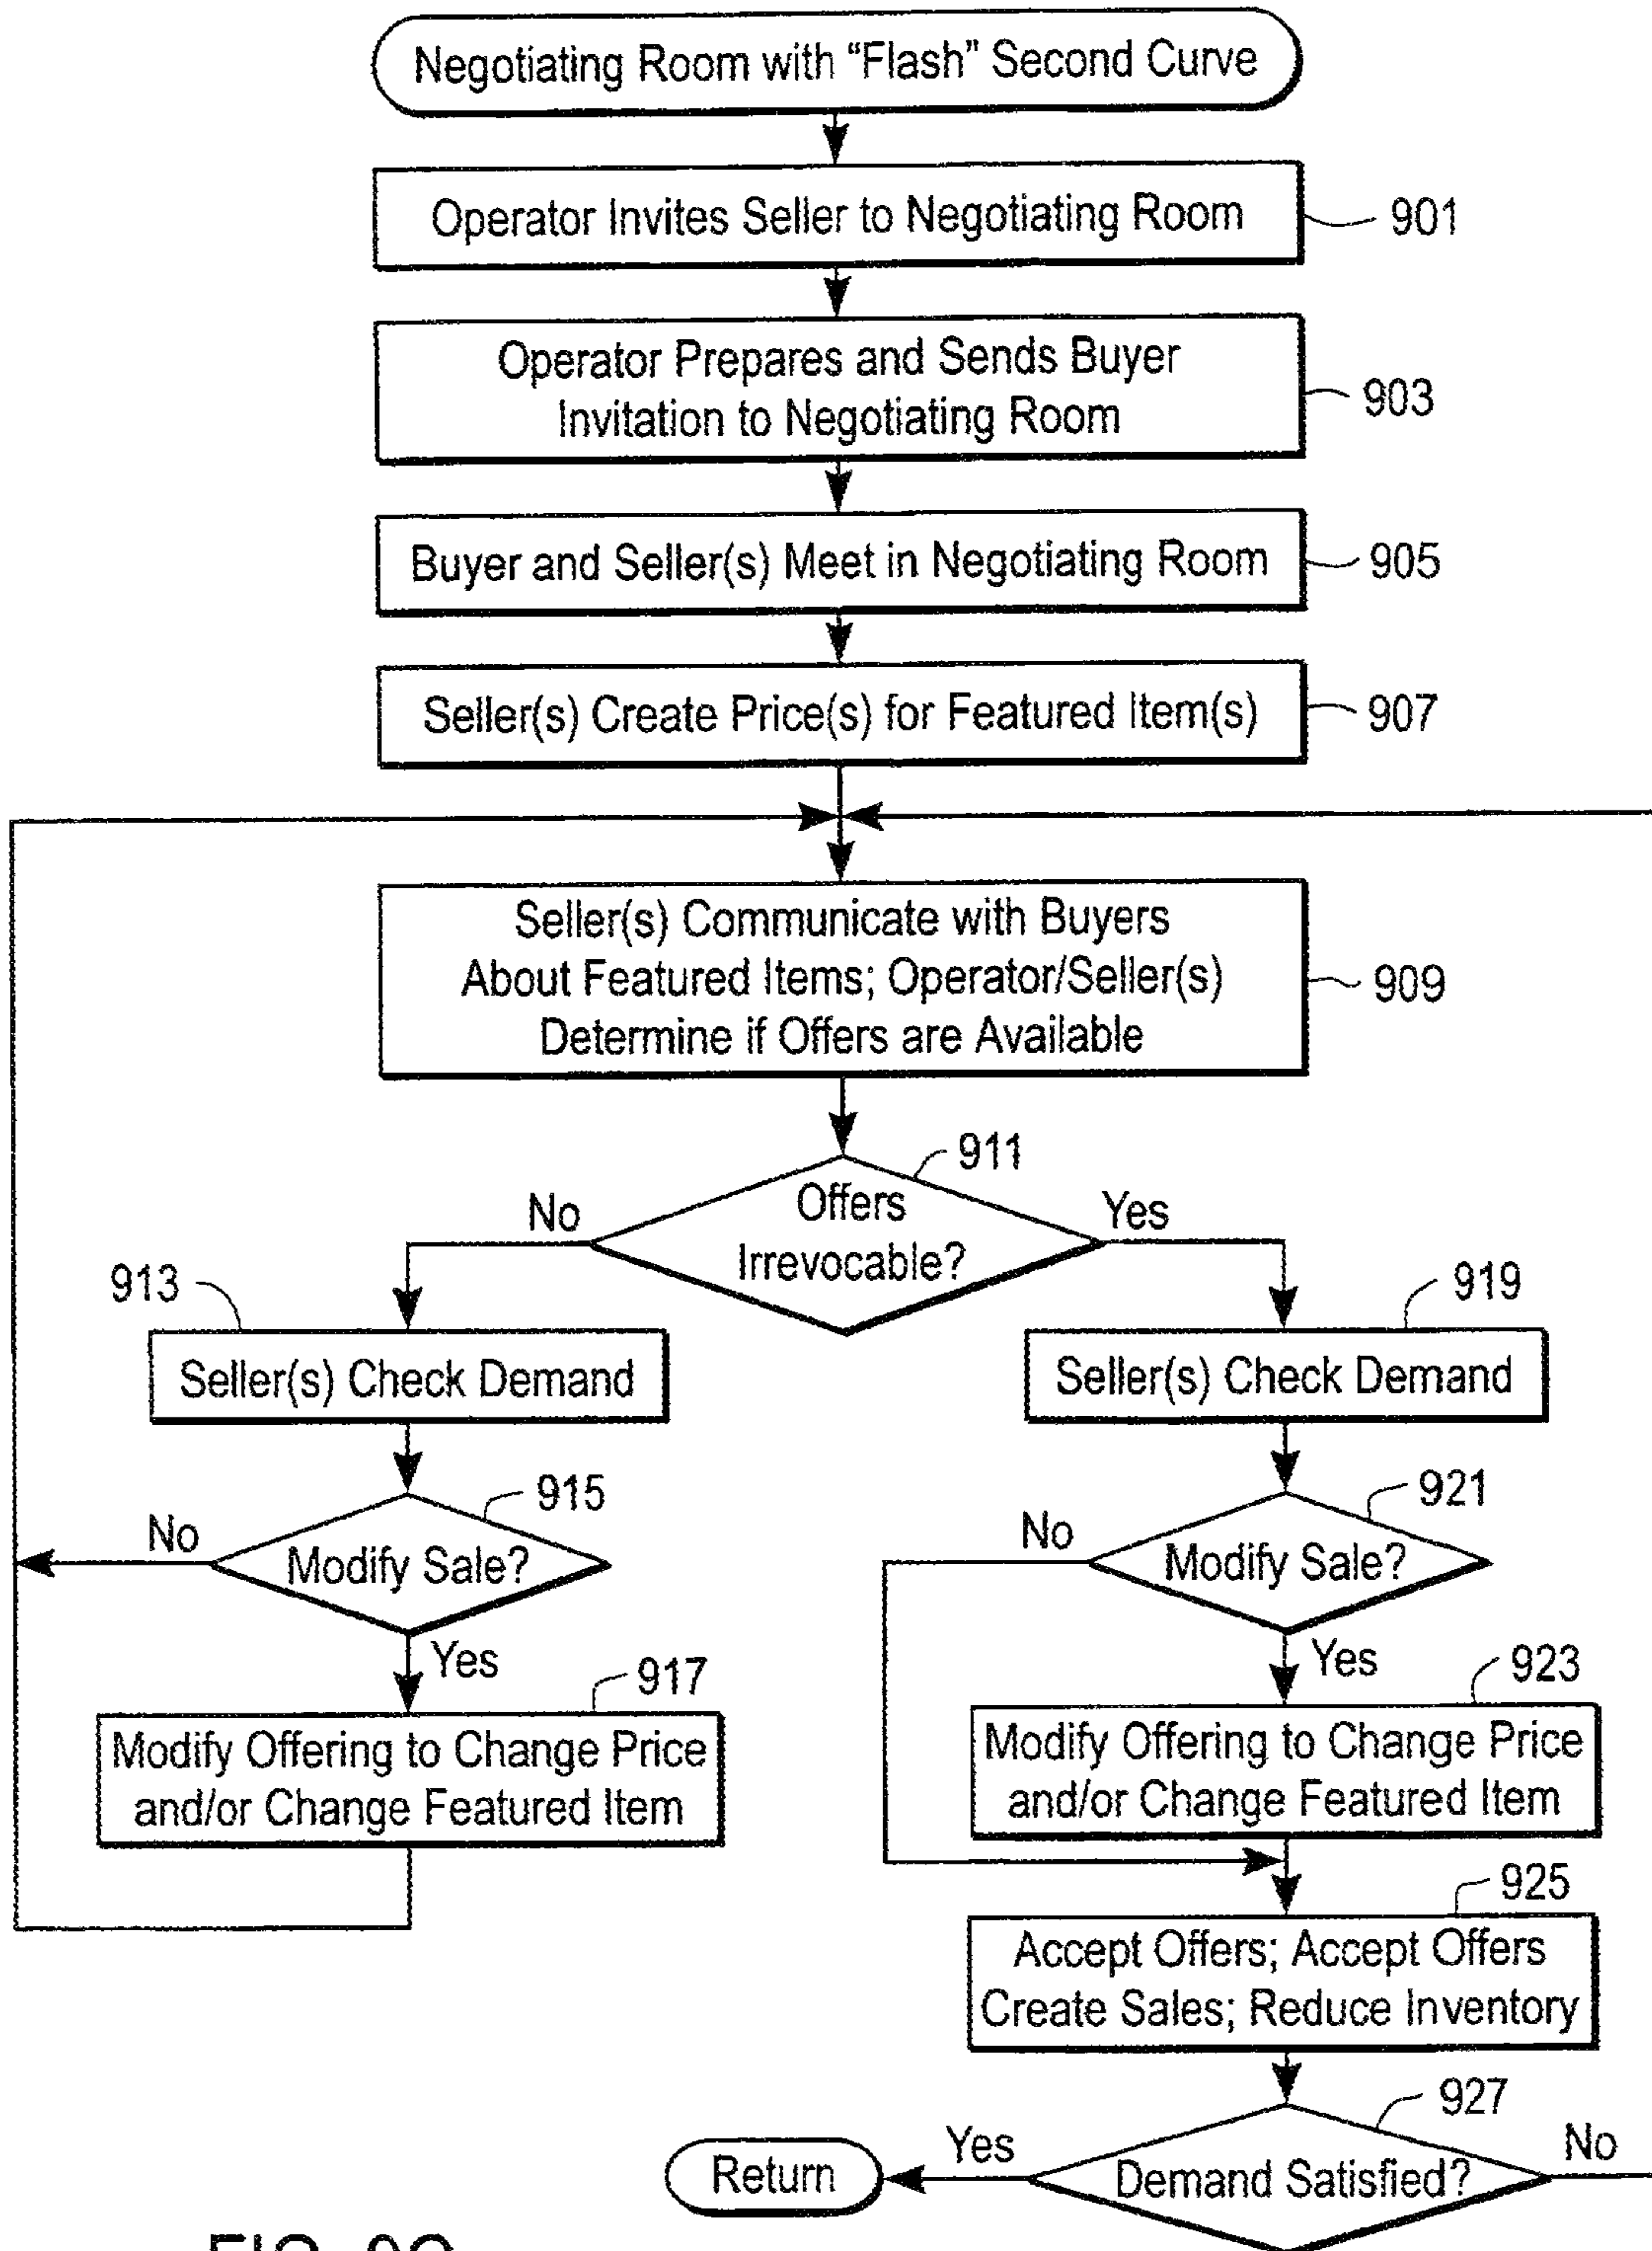 Negotiating Room with "Flash" Second Curve
Operator Invites Seller to Negotiating Room
901
Operator Prepares and Sends Buyer
Invitation to Negotiating Room
903
Buyer and Seller(s) Meet in Negotiating Room
905
Seller(s) Create Price(s) for Featured Item(s)
907
Seller(s) Communicate with Buyers
About Featured Items; Operator/Seller(s)
Determine if Offers are Available
909
911
Offers
Irrevocable?
No
Yes
913
Seller(s) Check Demand
919
Seller(s) Check Demand
915
Modify Sale?
No
Yes
921
Modify Sale?
No
Yes
917
Modify Offering to Change Price
and/or Change Featured Item
923
Modify Offering to Change Price
and/or Change Featured Item
925
Accept Offers; Accept Offers
Create Sales; Reduce Inventory
927
Demand Satisfied?
Yes
No
Return